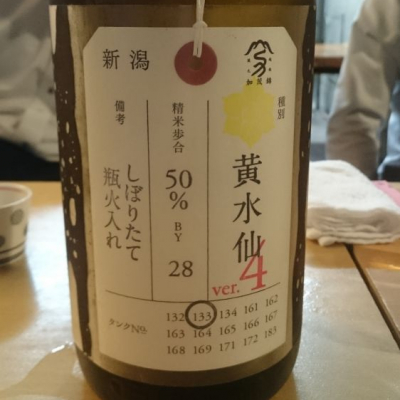 加茂錦
種別
黄水仙
ver.4
精米歩合
50%
BY
28
新潟
備考
しぼりたて
瓶火入れ
タンクNo.
132 133 134 161 162
163 164 165 166 167
168 169 171 172 183